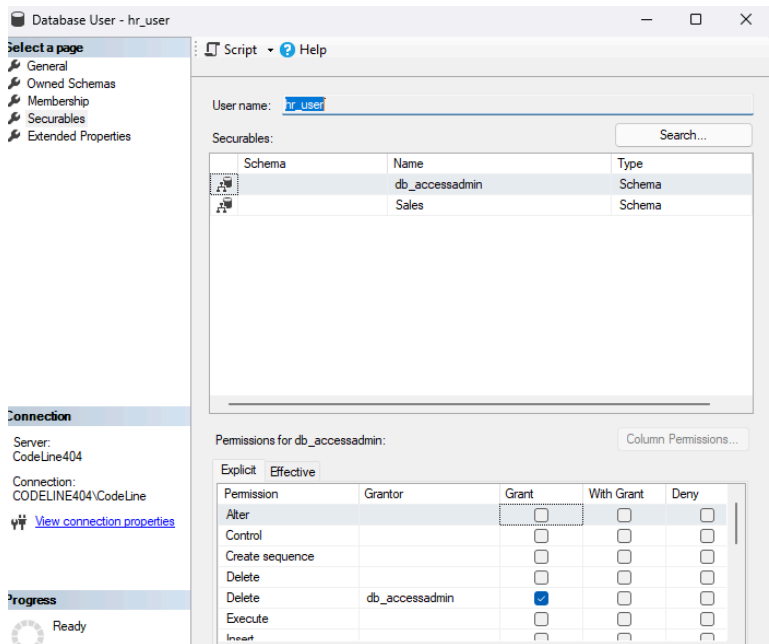 Database User - hr_user
Select a page
General
Owned Schemas
Membership
Securables
Extended Properties
Script
Help
User name: hr_user
Securables:
Search...
Schema Name Type
db_accessadmin Schema
Sales Schema
Connection
Server:
CodeLine404
Connection:
CODELINE404\CodeLine
View connection properties
Progress
Ready
Permissions for db_accessadmin:
Column Permissions...
Explicit Effective
Permission Grantor Grant With Grant Deny
Alter
Control
Create sequence
Delete
Delete db_accessadmin
Execute
Insert